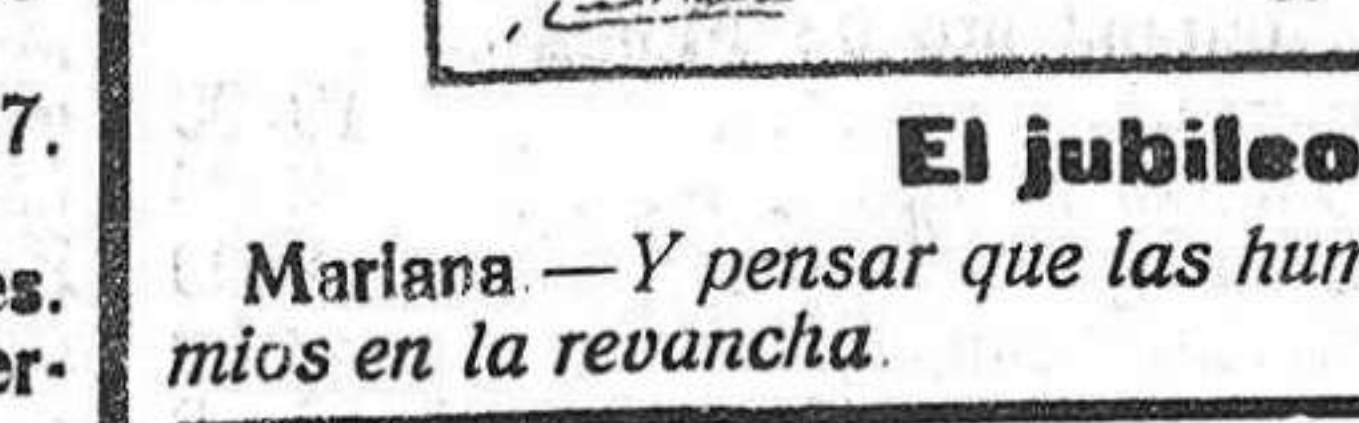 7.
es.
er-
El jubileo
Mariana.—Y pensar que las hum
mios en la revancha.